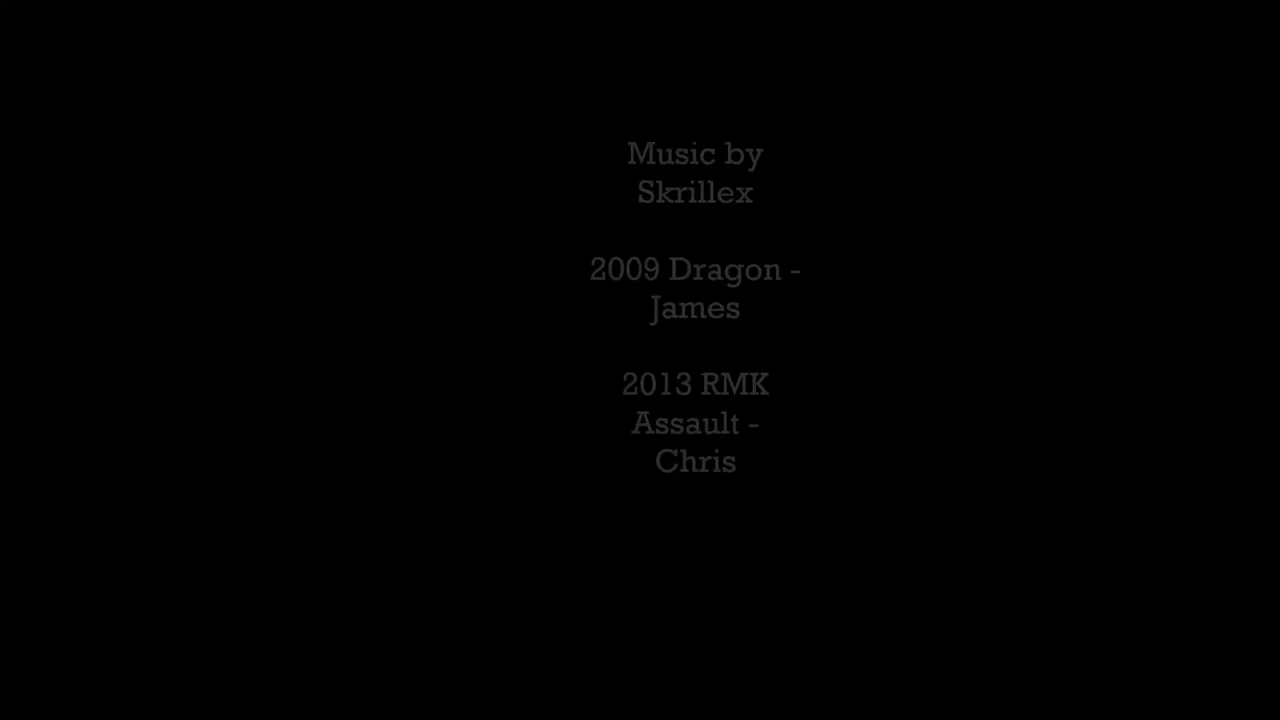 Music by
Skrillex
2009 Dragon -
James
2013 RMK
Assault -
Chris